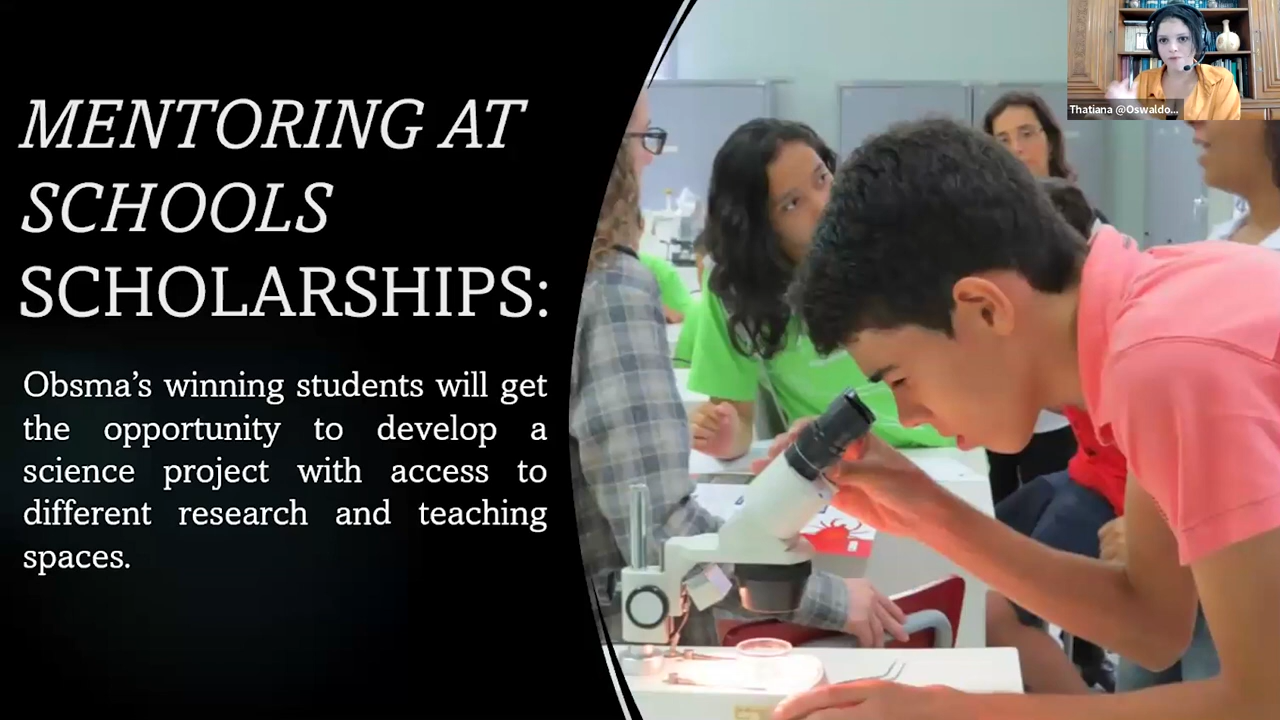 MENTORING AT
SCHOOLS
SCHOLARSHIPS:
Obsma’s winning students will get
the opportunity to develop a
science project with access to
different research and teaching
spaces.
Thatiana @Oswaldo...